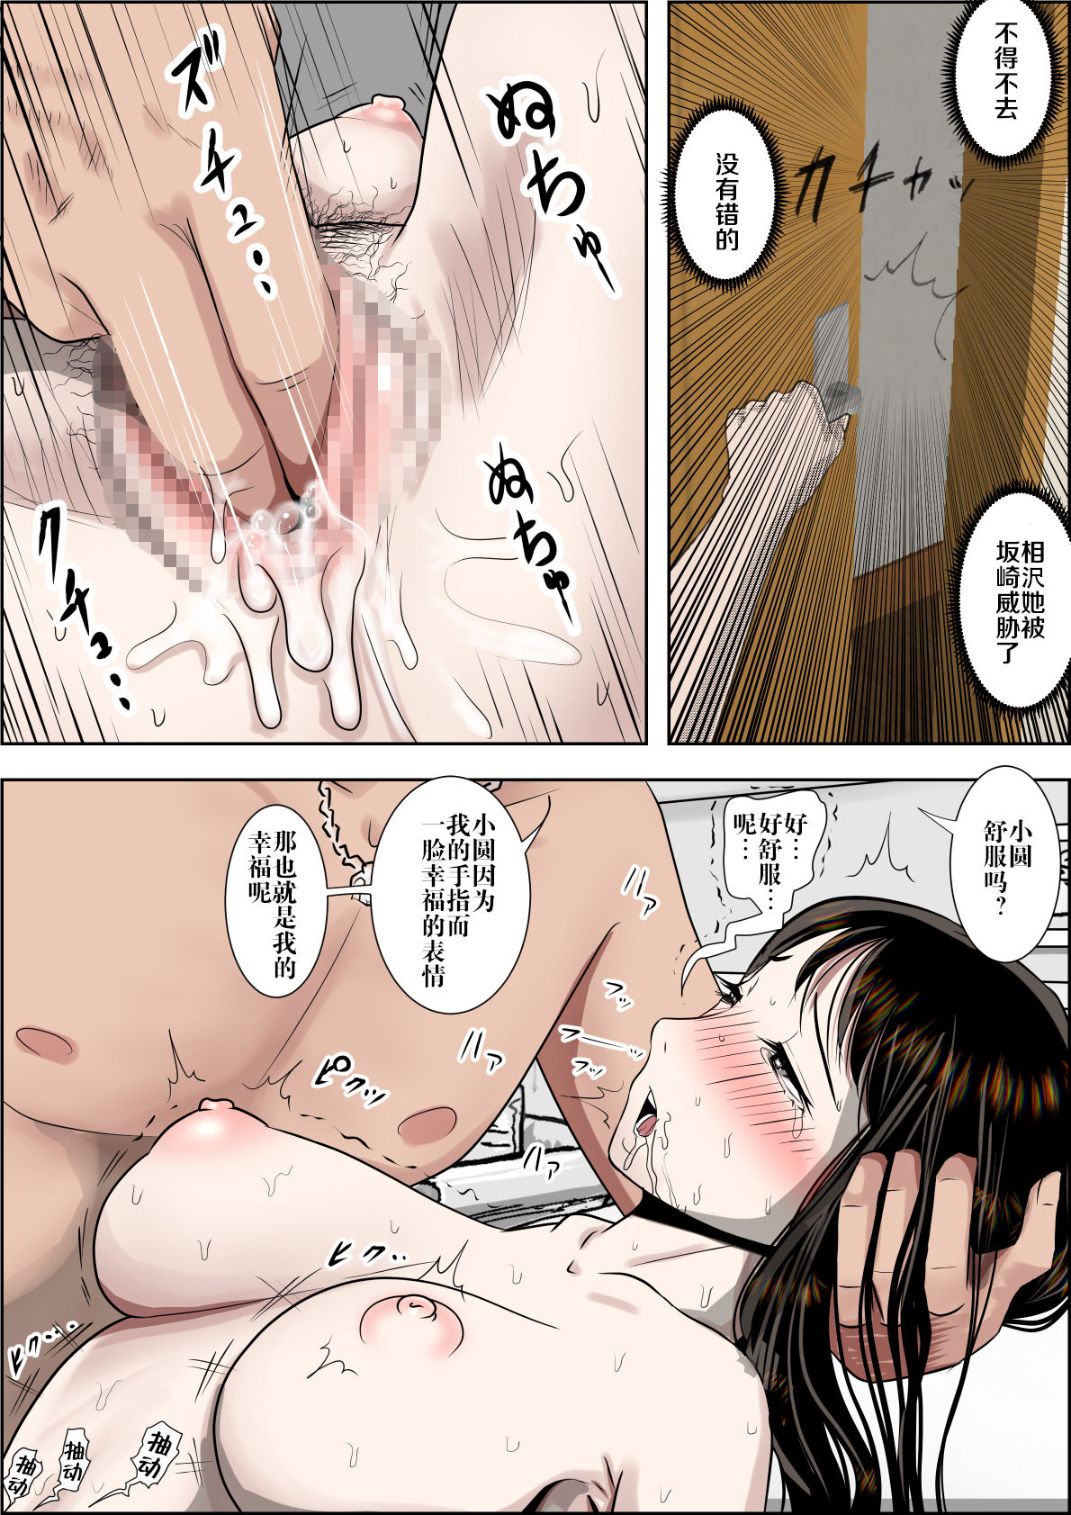 不得不去
没有错的
カチャッ
相沢她被
坂崎威胁了
ズチュ…
ぬちゅ
ぬちゅ
クチュ…
小圆
舒服吗?
好…
好舒服…
呢…
小圆因为
我的手指而
一脸幸福的表情
那也就是我的
幸福呢
ハァ
フッ
フーッ
フッ
ハァ
ピクッ
ハァ
ピク..
ピク..
抽动
抽动
抽动